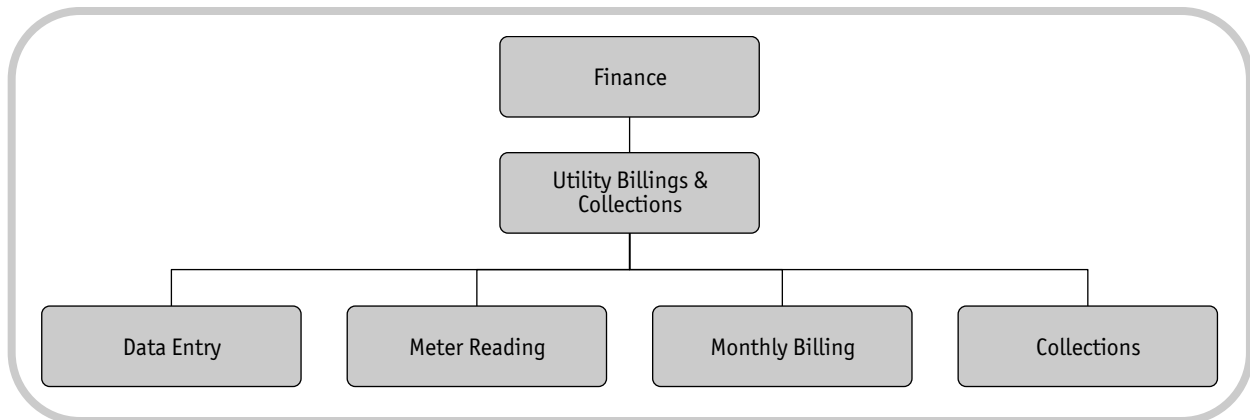 Finance
Utility Billings &
Collections
Data Entry
Meter Reading
Monthly Billing
Collections